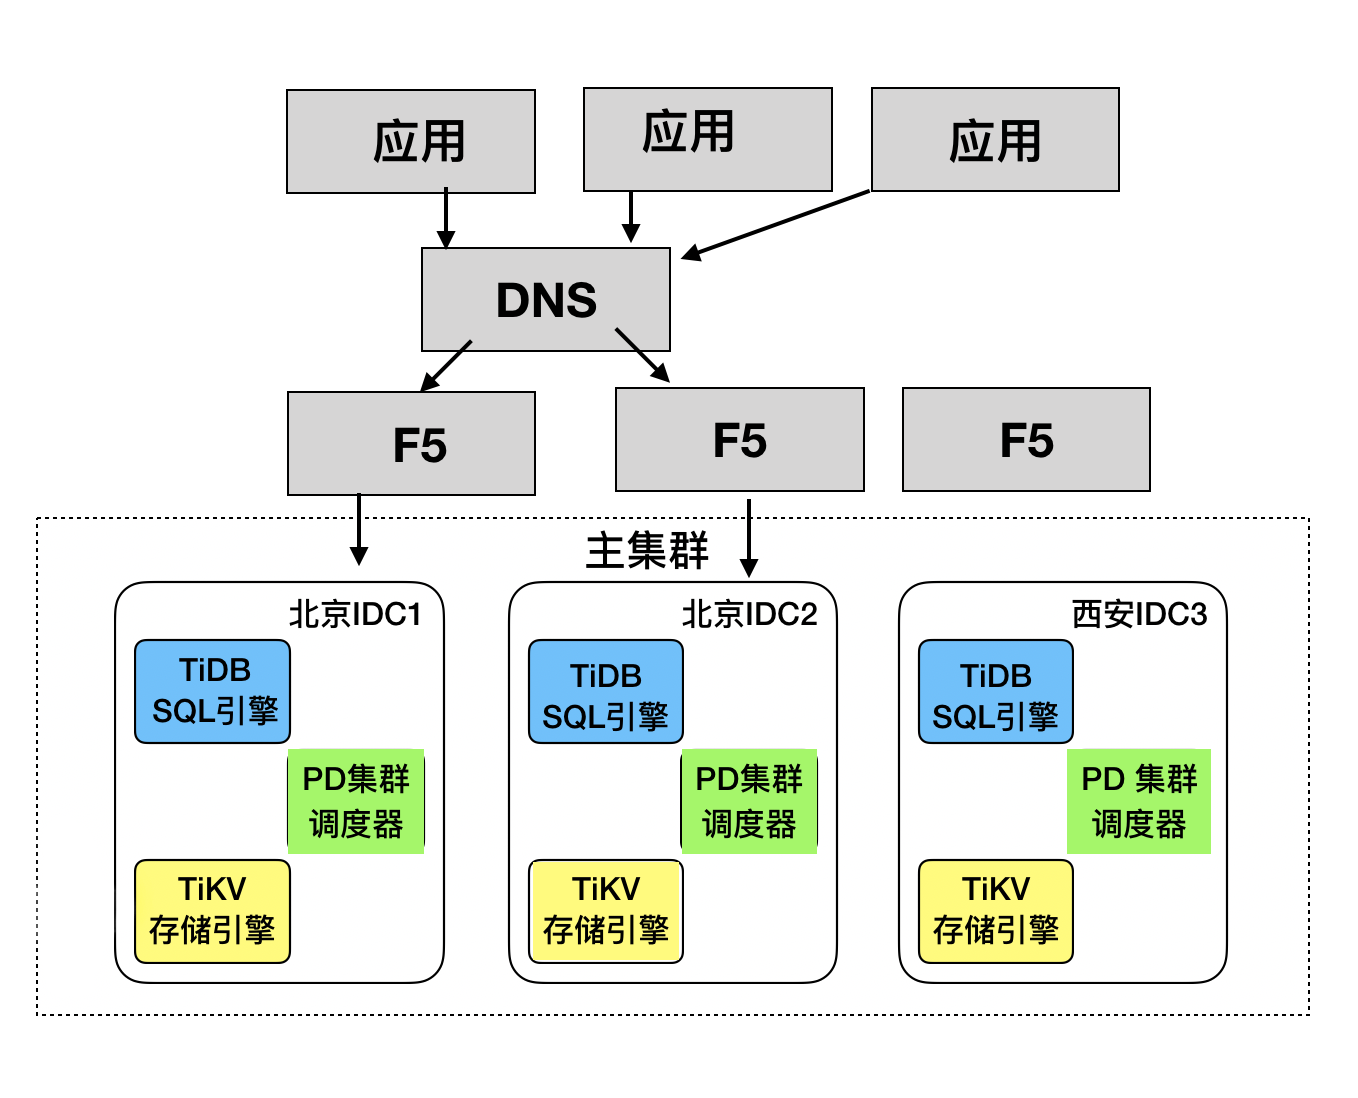 应用
应用
应用
DNS
F5
F5
F5
主集群
北京IDC1
TiDB
SQL引擎
PD集群
调度器
TiKV
存储引擎
北京IDC2
TiDB
SQL引擎
PD集群
调度器
TiKV
存储引擎
西安IDC3
TiDB
SQL引擎
PD 集群
调度器
TiKV
存储引擎